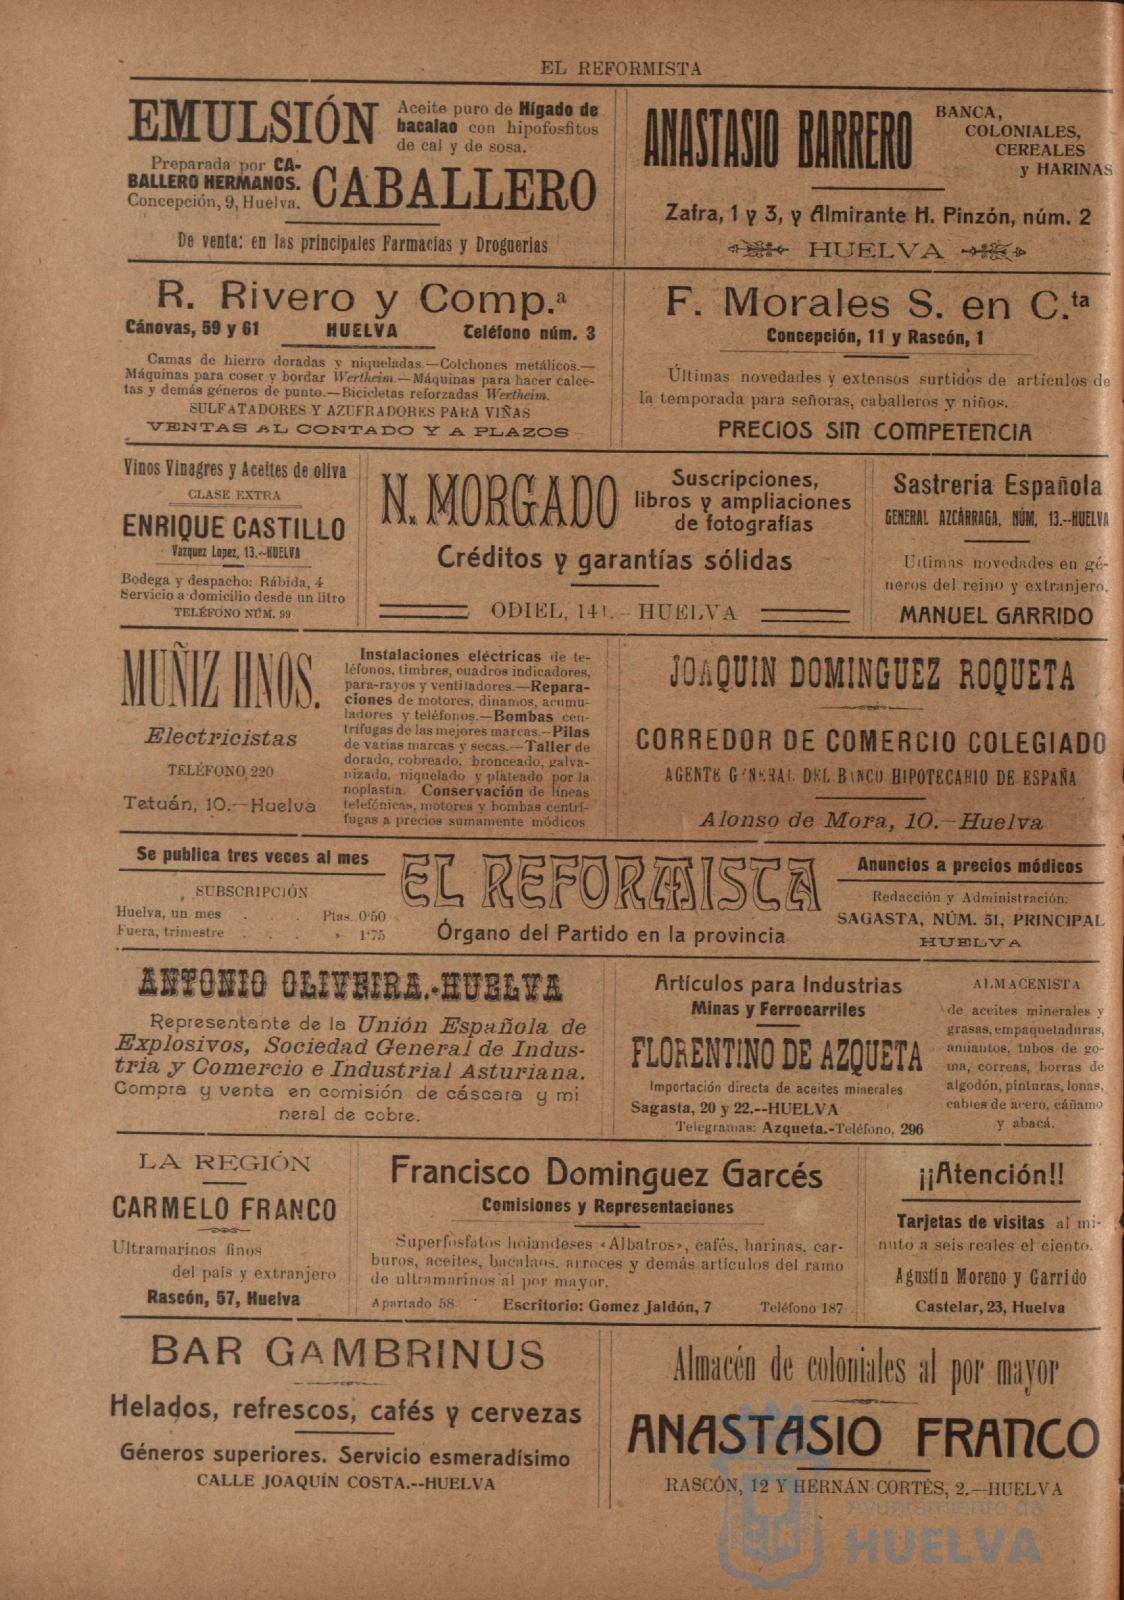 EL REFORMISTA
EMULSIÓN
Aceite puro de Hígado de
bacalao con hipofosfitos
de cal y de sosa.
Preparada por CA-
BALLERO HERMANOS.
Concepción, 9, Huelva.
CABALLERO
De venta: en las principales Farmacias y Droguerias
ANASTASIO BARRERO
BANCA,
COLONIALES,
CEREALES
y HARINAS
Zafra, 1 y 3, y Almirante H. Pinzón, núm. 2
HUELVA
R. Rivero y Comp.ª
Cánovas, 59 y 61 HUELVA Teléfono núm. 3
Camas de hierro doradas y niqueladas.—Colchones metálicos.—
Máquinas para coser y bordar Wertheim.—Máquinas para hacer calce-
tas y demás géneros de punto.—Bicicletas reforzadas Wertheim.
SULFATADORES Y AZUFRADORES PARA VIÑAS
VENTAS AL CONTADO Y A PLAZOS
F. Morales S. en C.ta
Concepción, 11 y Rascón, 1
Últimas novedades y extensos surtidos de artículos de
la temporada para señoras, caballeros y niños.
PRECIOS SIN COMPETENCIA
Vinos Vinagres y Aceites de oliva
CLASE EXTRA
ENRIQUE CASTILLO
Vazquez Lopez, 13.--HUELVA
Bodega y despacho: Rábida, 4
Servicio a domicilio desde un litro
TELÉFONO NÚM. 99
N. MORGADO
Suscripciones,
libros y ampliaciones
de fotografías
Créditos y garantías sólidas
ODIEL, 141.—HUELVA
Sastrería Española
GENERAL AZCÁRRAGA, NÚM, 13.--HUELVA
Ultimas novedades en gé-
neros del reino y extranjero.
MANUEL GARRIDO
MUÑIZ HNOS.
Electricistas
TELÉFONO 220
Tetuán, 10.—Huelva
Instalaciones eléctricas de te-
léfonos, timbres, cuadros indicadores,
para-rayos y ventiladores.—Repara-
ciones de motores, dinamos, acumu-
ladores y teléfonos.—Bombas cen-
trífugas de las mejores marcas.—Pilas
de varias marcas y secas.—Taller de
dorado, cobreado, bronceado, galva-
nizado, niquelado y plateado por la
noplastia. Conservación de líneas
telefónicas, motores y bombas centrí-
fugas a precios sumamente módicos
JOAQUIN DOMINGUEZ ROQUETA
CORREDOR DE COMERCIO COLEGIADO
AGENTE GENERAL DEL BANCO HIPOTECARIO DE ESPAÑA
Alonso de Mora, 10.—Huelva
Se publica tres veces al mes
SUBSCRIPCIÓN
Huelva, un mes . . . Ptas. 0'50
Fuera, trimestre . . . » 1'75
EL REFORMISTA
Órgano del Partido en la provincia
Anuncios a precios módicos
Redacción y Administración:
SAGASTA, NÚM. 51, PRINCIPAL
HUELVA
ANTONIO OLIVEIRA.-HUELVA
Representante de la Unión Española de
Explosivos, Sociedad General de Indus-
tria y Comercio e Industrial Asturiana.
Compra y venta en comisión de cáscara y mi
neral de cobre.
Artículos para Industrias
Minas y Ferrocarriles
FLORENTINO DE AZQUETA
Importación directa de aceites minerales
Sagasta, 20 y 22.--HUELVA
Telegramas: Azqueta.-Teléfono, 296
ALMACENISTA
de aceites minerales y
grasas, empaquetaduras,
amiantos, tubos de go-
ma, correas, borras de
algodón, pinturas, lonas,
cables de acero, cáñamo
y abacá.
LA REGIÓN
CARMELO FRANCO
Ultramarinos finos
del país y extranjero
Rascón, 57, Huelva
Francisco Dominguez Garcés
Comisiones y Representaciones
Superfosfatos holandeses «Albatros», cafés, harinas, car-
buros, aceites, bacalaos, arroces y demás artículos del ramo
de ultramarinos al por mayor.
Apartado 58 Escritorio: Gomez Jaldón, 7 Teléfono 187
¡¡Atención!!
Tarjetas de visitas al mi-
nuto a seis reales el ciento.
Agustín Moreno y Garrido
Castelar, 23, Huelva
BAR GAMBRINUS
Helados, refrescos, cafés y cervezas
Géneros superiores. Servicio esmeradísimo
CALLE JOAQUÍN COSTA.--HUELVA
Almacén de coloniales al por mayor
ANASTASIO FRANCO
RASCÓN, 12 Y HERNÁN CORTÉS, 2.—HUELVA
Ayuntamiento de
HUELVA